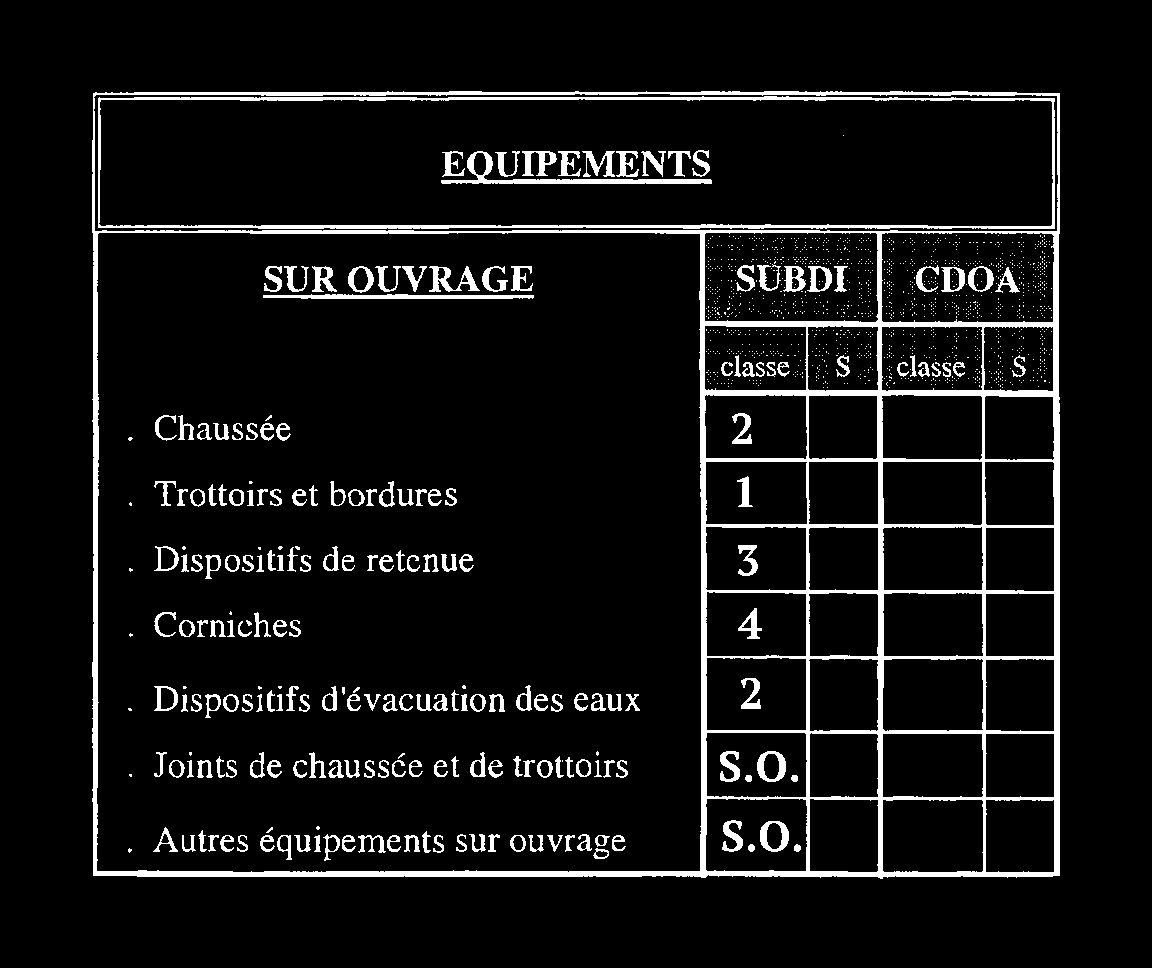 EQUIPEMENTS
SUR OUVRAGE SUBDI CDOA
classe S classe S
. Chaussée 2
. Trottoirs et bordures 1
. Dispositifs de retenue 3
. Corniches 4
. Dispositifs d'évacuation des eaux 2
. Joints de chaussée et de trottoirs S.O.
. Autres équipements sur ouvrage S.O.